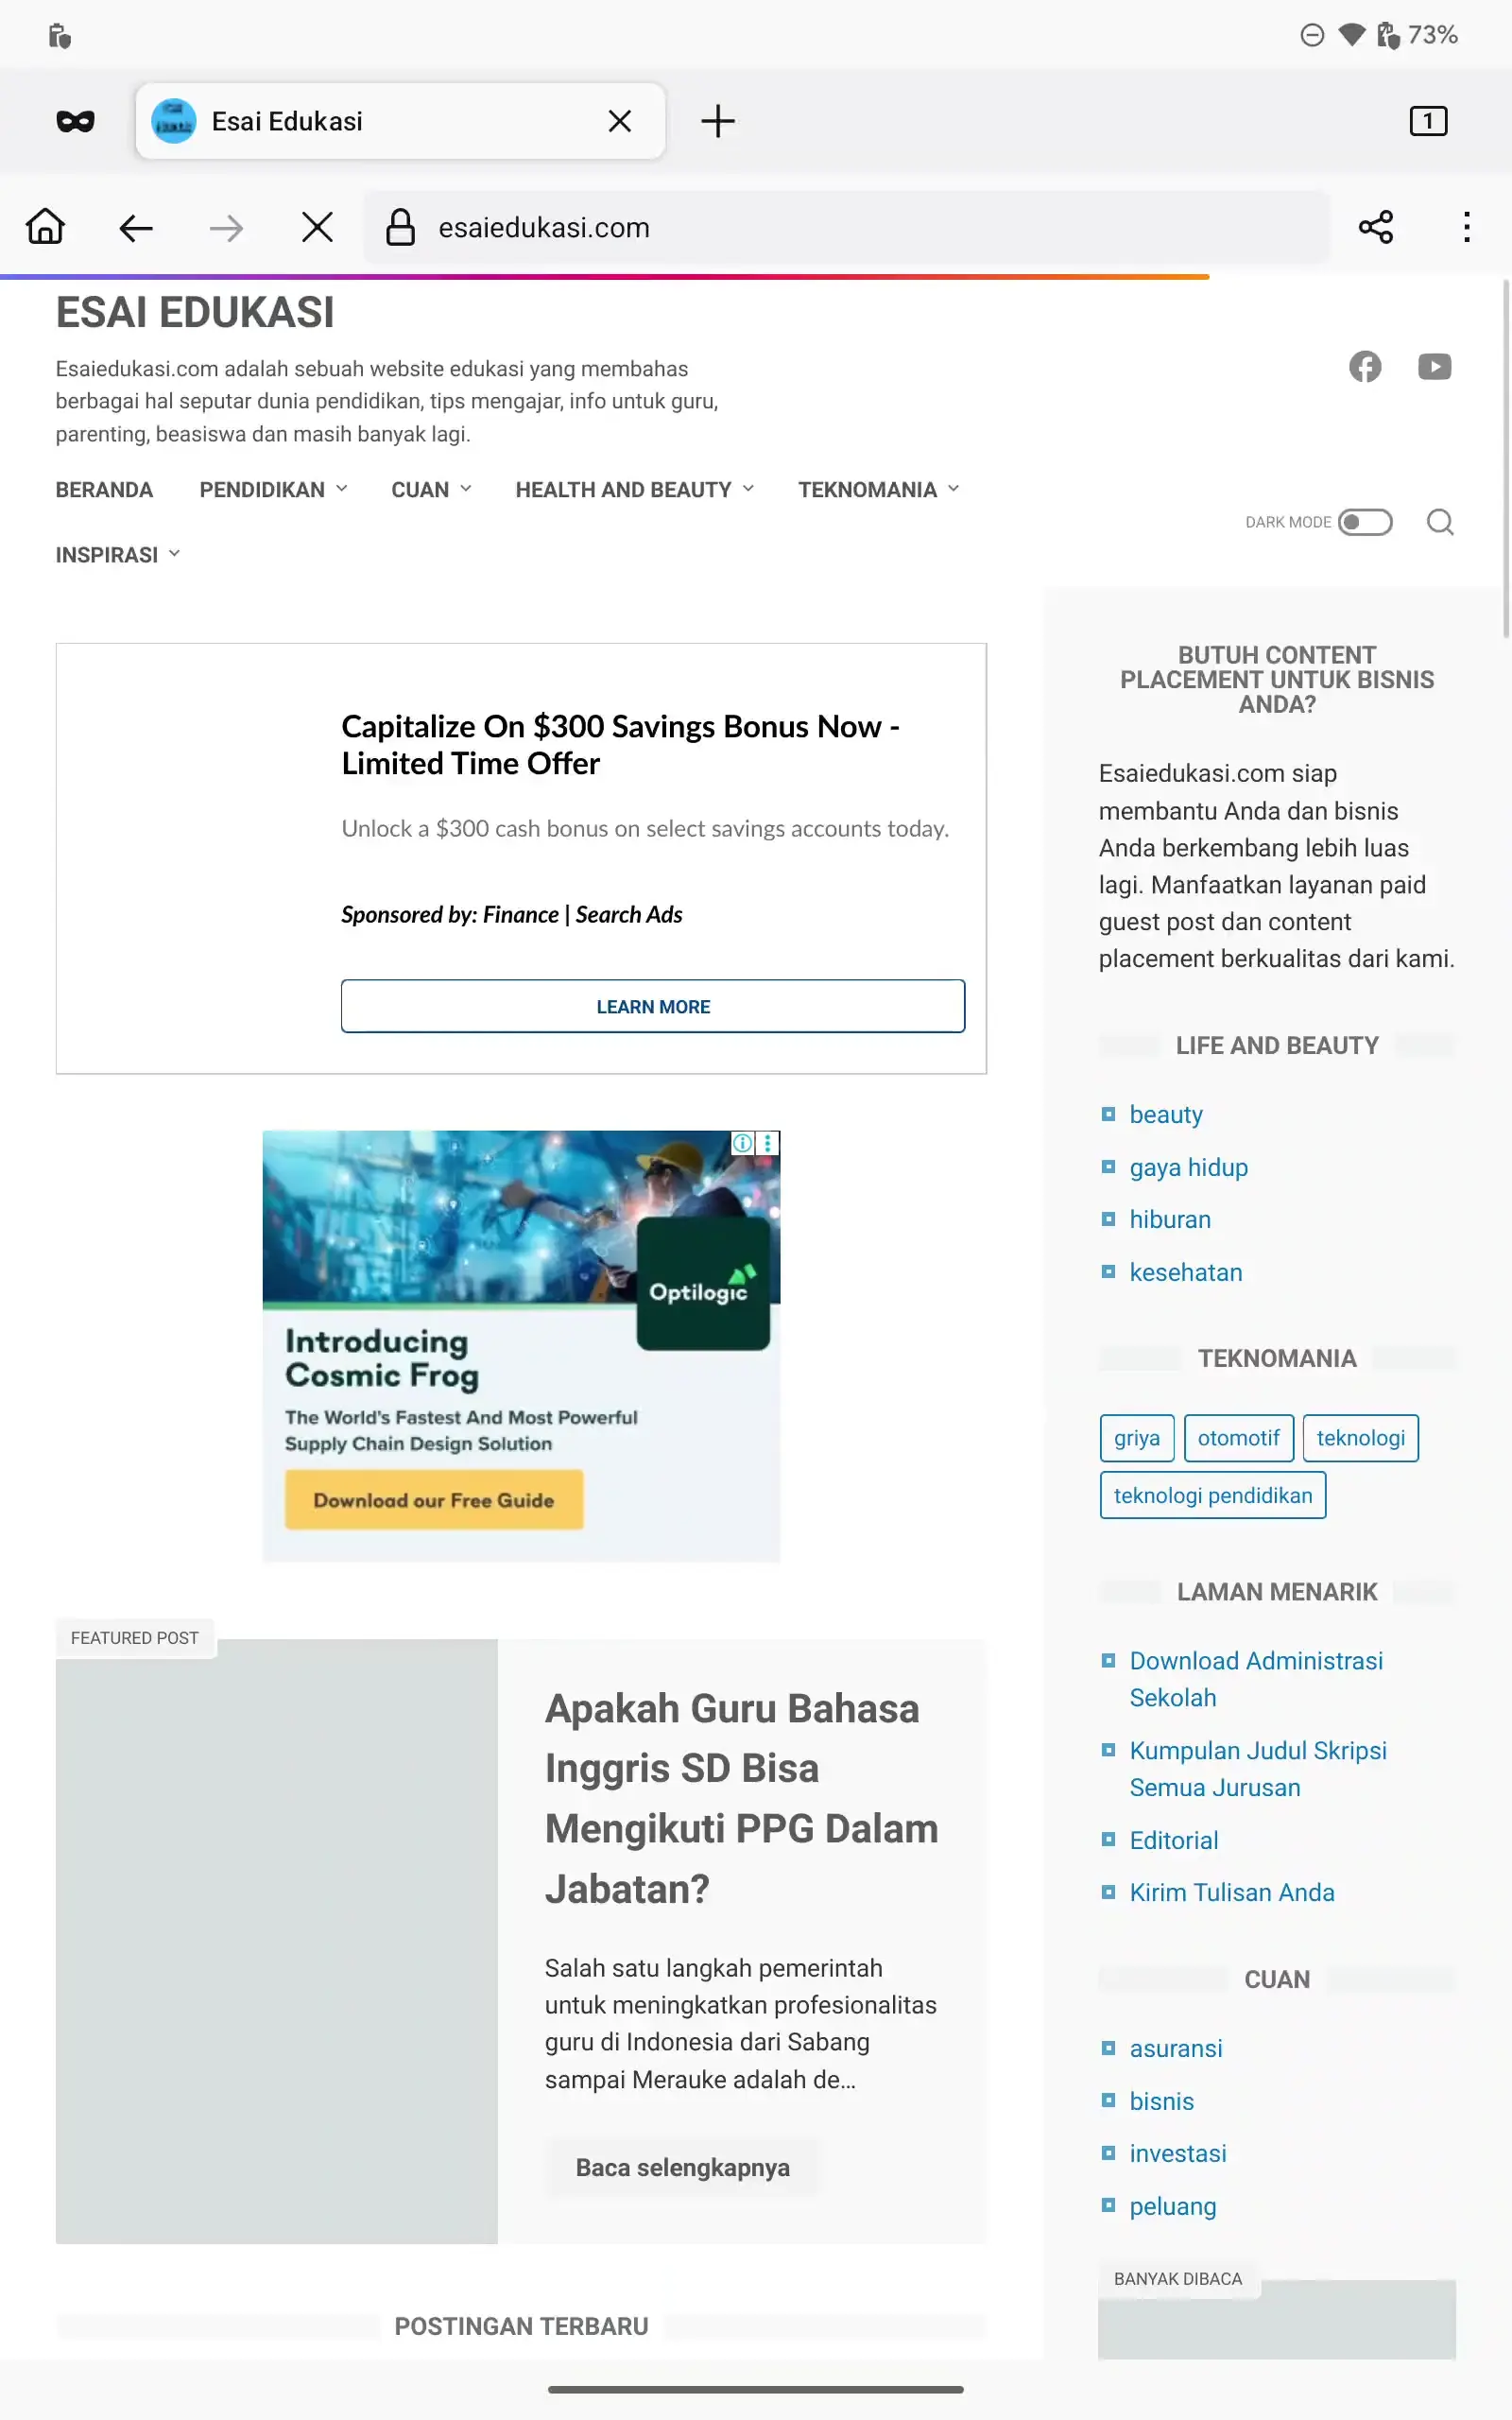 73%
Esai Edukasi
1
esaiedukasi.com
ESAI EDUKASI
Esaiedukasi.com adalah sebuah website edukasi yang membahas
berbagai hal seputar dunia pendidikan, tips mengajar, info untuk guru,
parenting, beasiswa dan masih banyak lagi.
BERANDA PENDIDIKAN CUAN HEALTH AND BEAUTY TEKNOMANIA
INSPIRASI
DARK MODE
Capitalize On $300 Savings Bonus Now -
Limited Time Offer
Unlock a $300 cash bonus on select savings accounts today.
Sponsored by: Finance | Search Ads
LEARN MORE
Optilogic
Introducing
Cosmic Frog
The World's Fastest And Most Powerful
Supply Chain Design Solution
Download our Free Guide
FEATURED POST
Apakah Guru Bahasa
Inggris SD Bisa
Mengikuti PPG Dalam
Jabatan?
Salah satu langkah pemerintah
untuk meningkatkan profesionalitas
guru di Indonesia dari Sabang
sampai Merauke adalah de…
Baca selengkapnya
POSTINGAN TERBARU
BUTUH CONTENT
PLACEMENT UNTUK BISNIS
ANDA?
Esaiedukasi.com siap
membantu Anda dan bisnis
Anda berkembang lebih luas
lagi. Manfaatkan layanan paid
guest post dan content
placement berkualitas dari kami.
LIFE AND BEAUTY
beauty
gaya hidup
hiburan
kesehatan
TEKNOMANIA
griya otomotif teknologi
teknologi pendidikan
LAMAN MENARIK
Download Administrasi
Sekolah
Kumpulan Judul Skripsi
Semua Jurusan
Editorial
Kirim Tulisan Anda
CUAN
asuransi
bisnis
investasi
peluang
BANYAK DIBACA